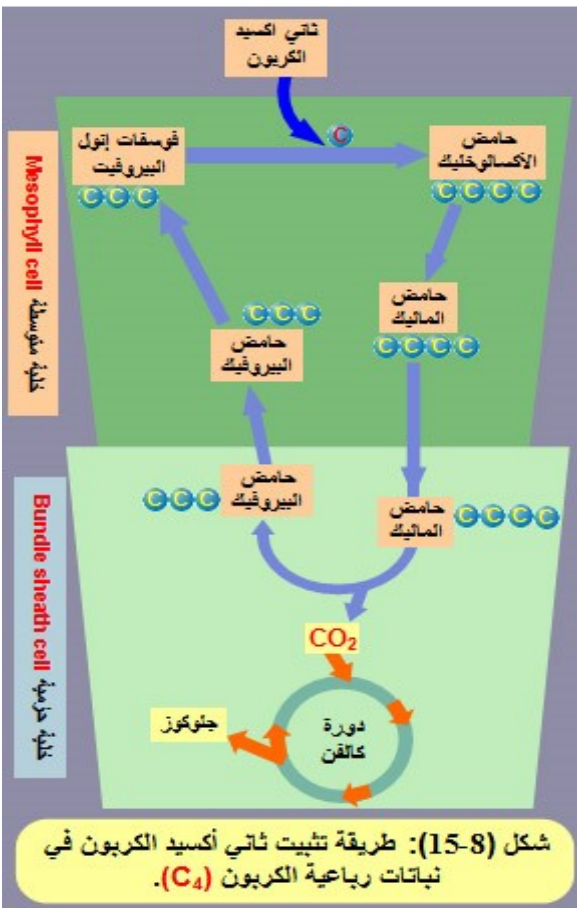 ثاني اكسيد
الكربون
فوسفات إنول
البيروفيت
C C C
C
حامض
الأكسالوخليك
C C C C
Mesophyll cell خلية متوسطة
حامض
الماليك
C C C C
C C C
حامض
البيروفيك
حامض
البيروفيك
C C C
حامض
الماليك
C C C C
Bundle sheath cell خلية حزمية
CO₂
دورة
كالفن
جلوكوز
شكل (8-15): طريقة تثبيت ثاني أكسيد الكربون في
نباتات رباعية الكربون (C₄).